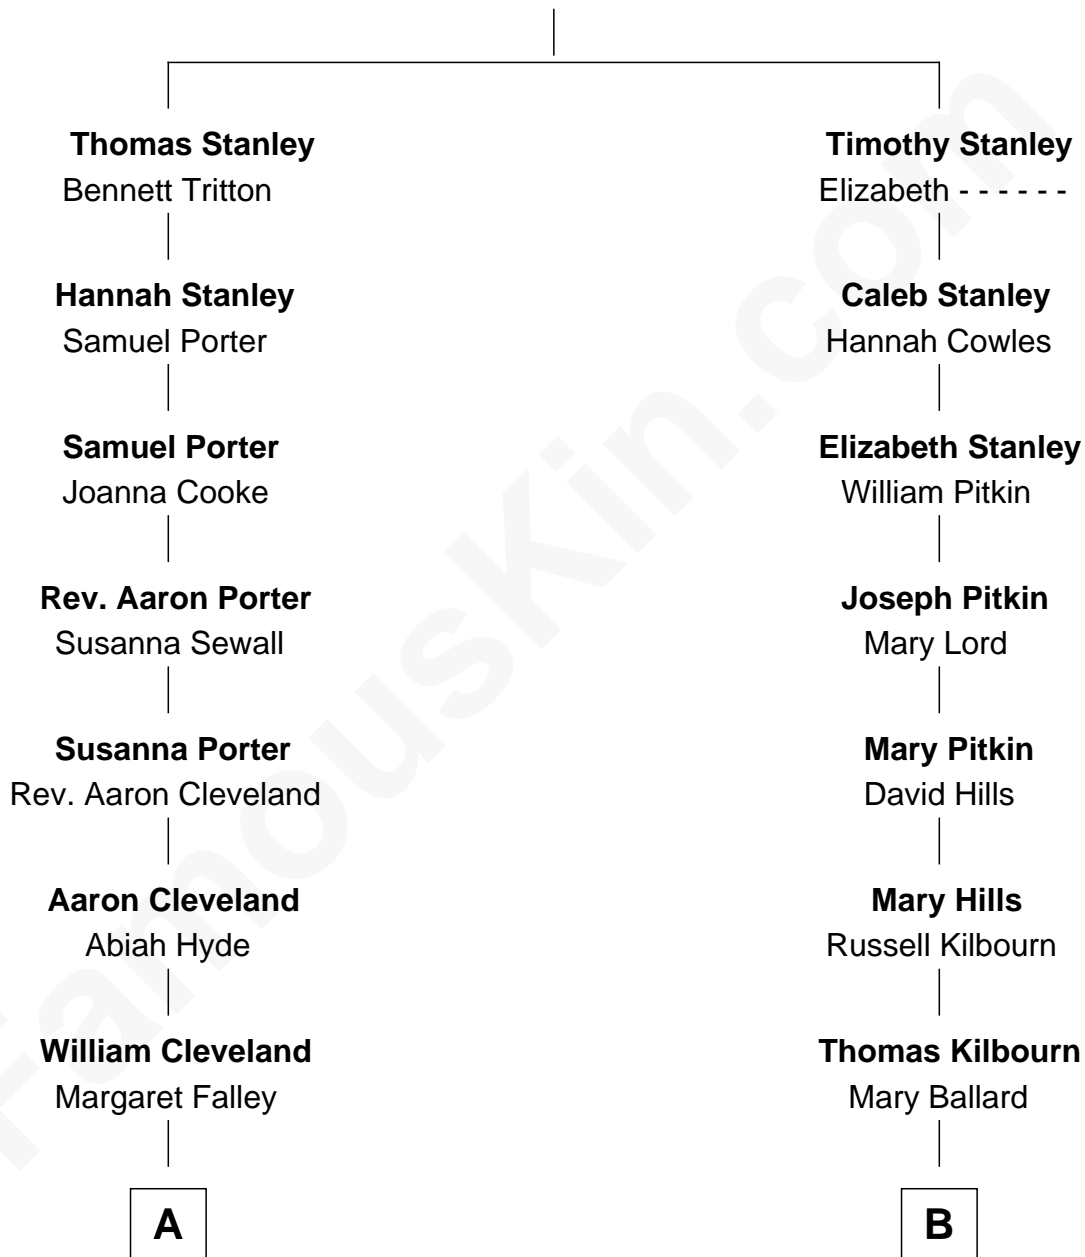 Thomas Stanley
Bennett Tritton
Hannah Stanley
Samuel Porter
Samuel Porter
Joanna Cooke
Rev. Aaron Porter
Susanna Sewall
Susanna Porter
Rev. Aaron Cleveland
Aaron Cleveland
Abiah Hyde
William Cleveland
Margaret Falley
A
Timothy Stanley
Elizabeth - - - - - -
Caleb Stanley
Hannah Cowles
Elizabeth Stanley
William Pitkin
Joseph Pitkin
Mary Lord
Mary Pitkin
David Hills
Mary Hills
Russell Kilbourn
Thomas Kilbourn
Mary Ballard
B
FamousKin.com